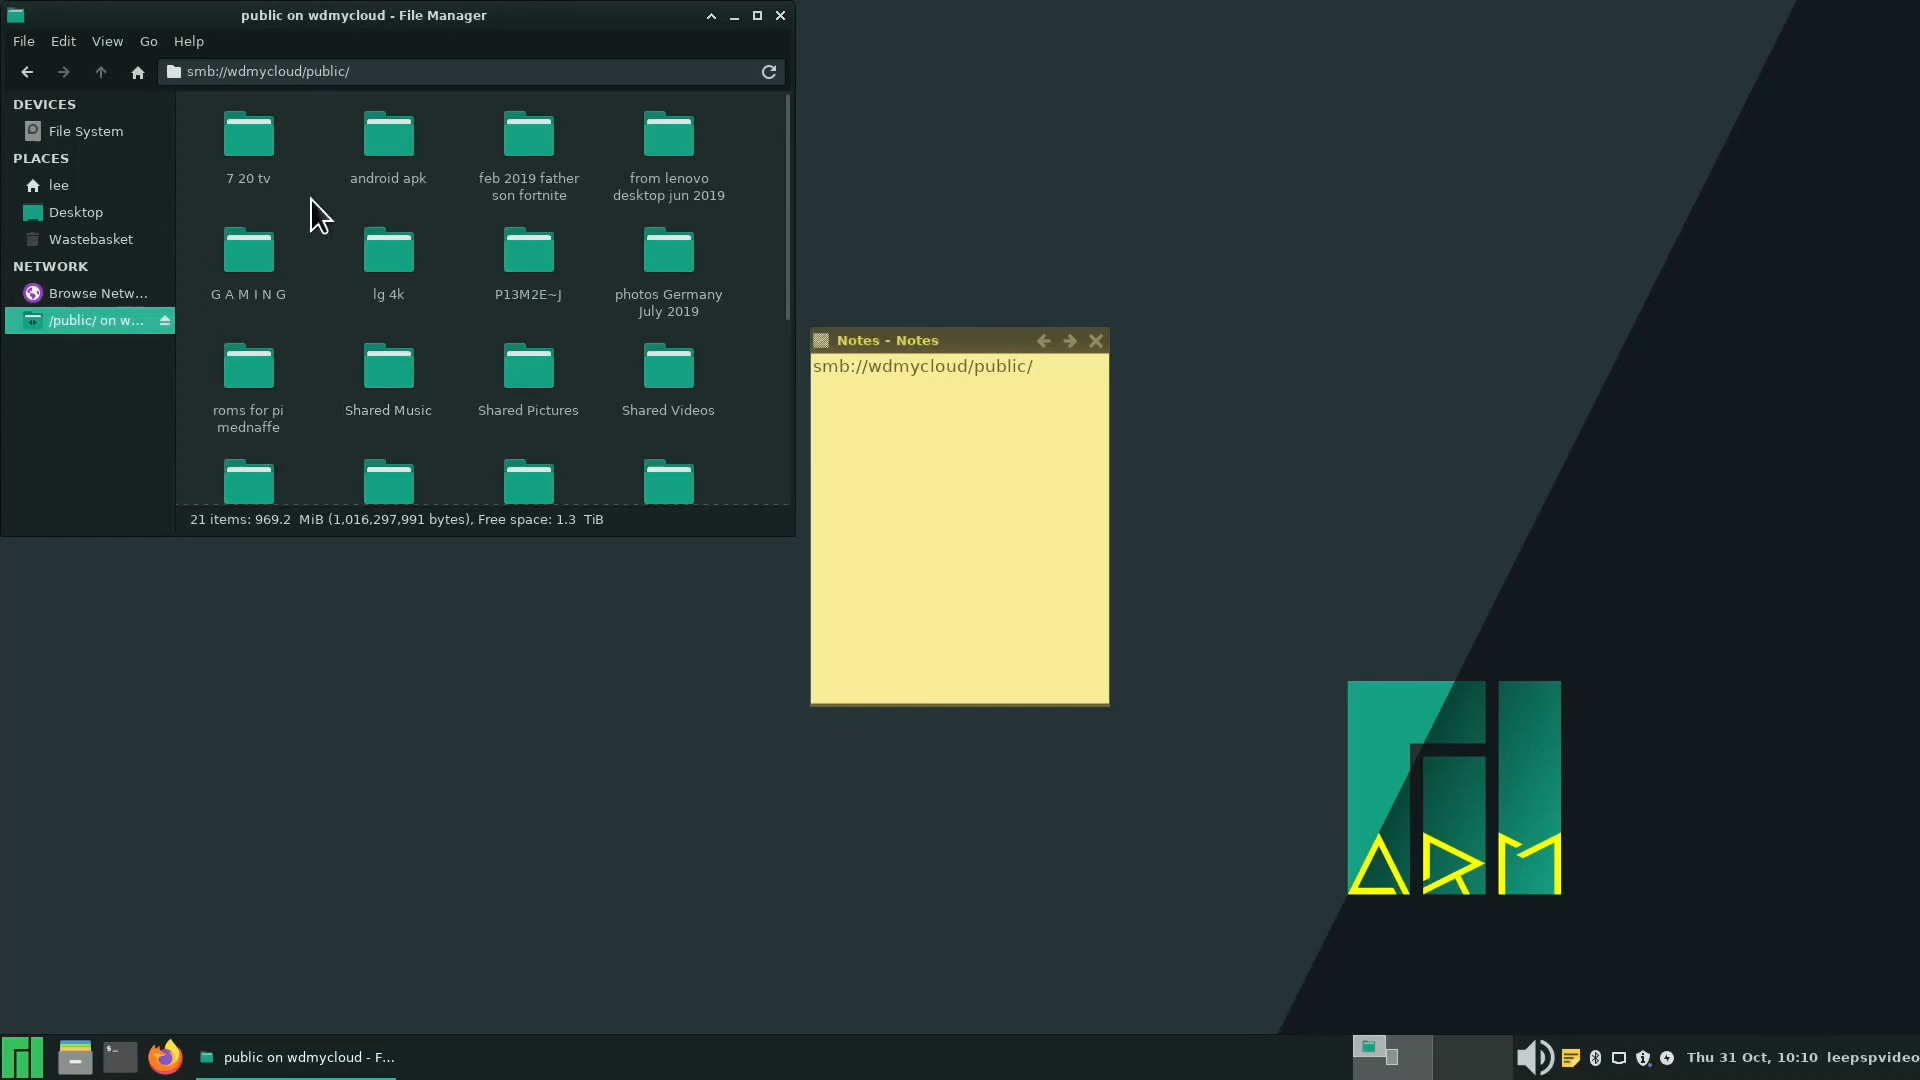 public on wdmycloud - File Manager
File Edit View Go Help
smb://wdmycloud/public/
DEVICES
File System
PLACES
lee
Desktop
Wastebasket
NETWORK
Browse Netw...
/public/ on w...
7 20 tv
android apk
feb 2019 father
son fortnite
from lenovo
desktop jun 2019
G A M I N G
lg 4k
P13M2E~J
photos Germany
July 2019
roms for pi
mednaffe
Shared Music
Shared Pictures
Shared Videos
21 items: 969.2 MiB (1,016,297,991 bytes), Free space: 1.3 TiB
Notes - Notes
smb://wdmycloud/public/
ARM
public on wdmycloud - F...
Thu 31 Oct, 10:10 leepspvideo